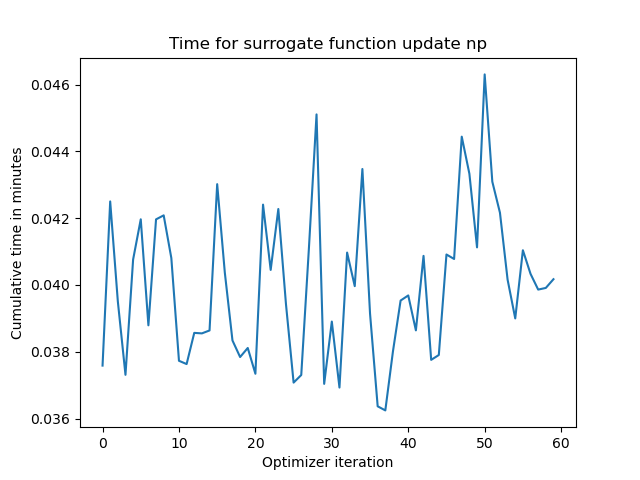 Time for surrogate function update np
0.046
0.044
0.042
0.040
0.038
0.036
Cumulative time in minutes
0 10 20 30 40 50 60
Optimizer iteration